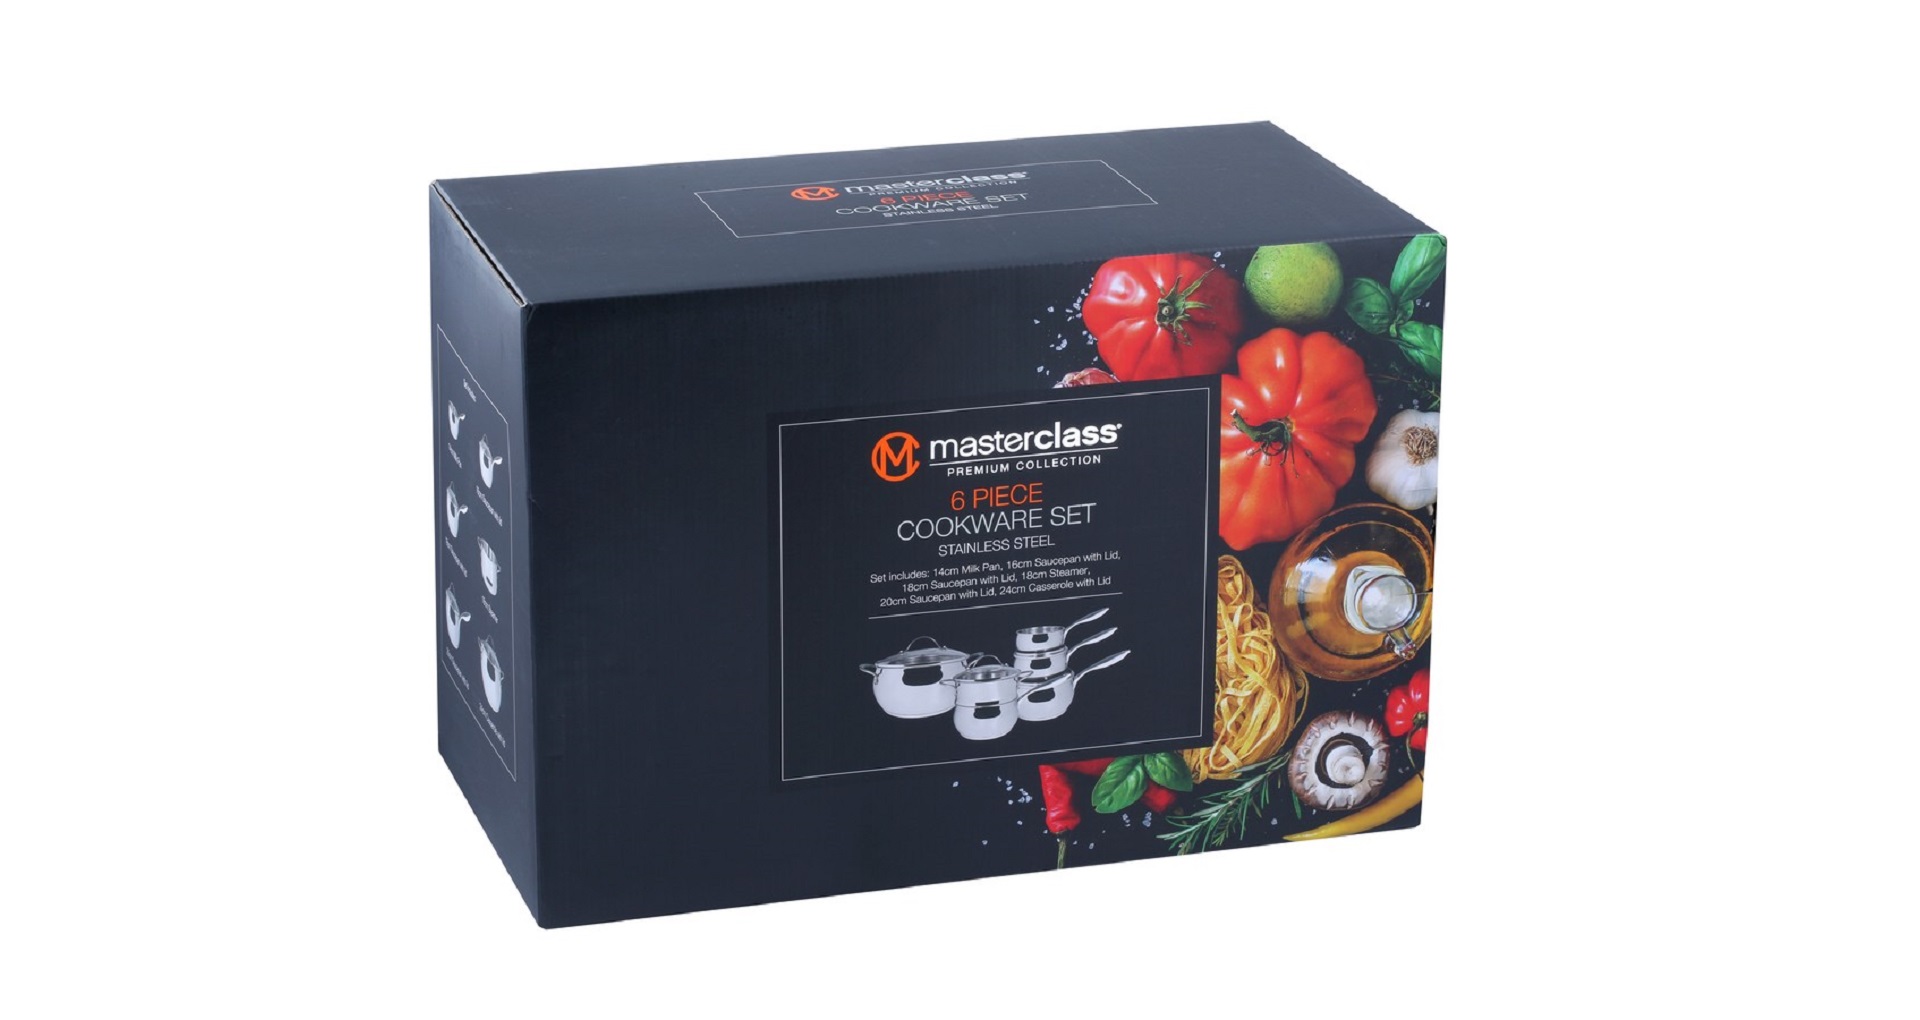 masterclass
PREMIUM COLLECTION
6 PIECE
COOKWARE SET
STAINLESS STEEL
masterclass
PREMIUM COLLECTION
6 PIECE
COOKWARE SET
STAINLESS STEEL
Set includes: 14cm Milk Pan, 16cm Saucepan with Lid,
18cm Saucepan with Lid, 18cm Steamer,
20cm Saucepan with Lid, 24cm Casserole with Lid